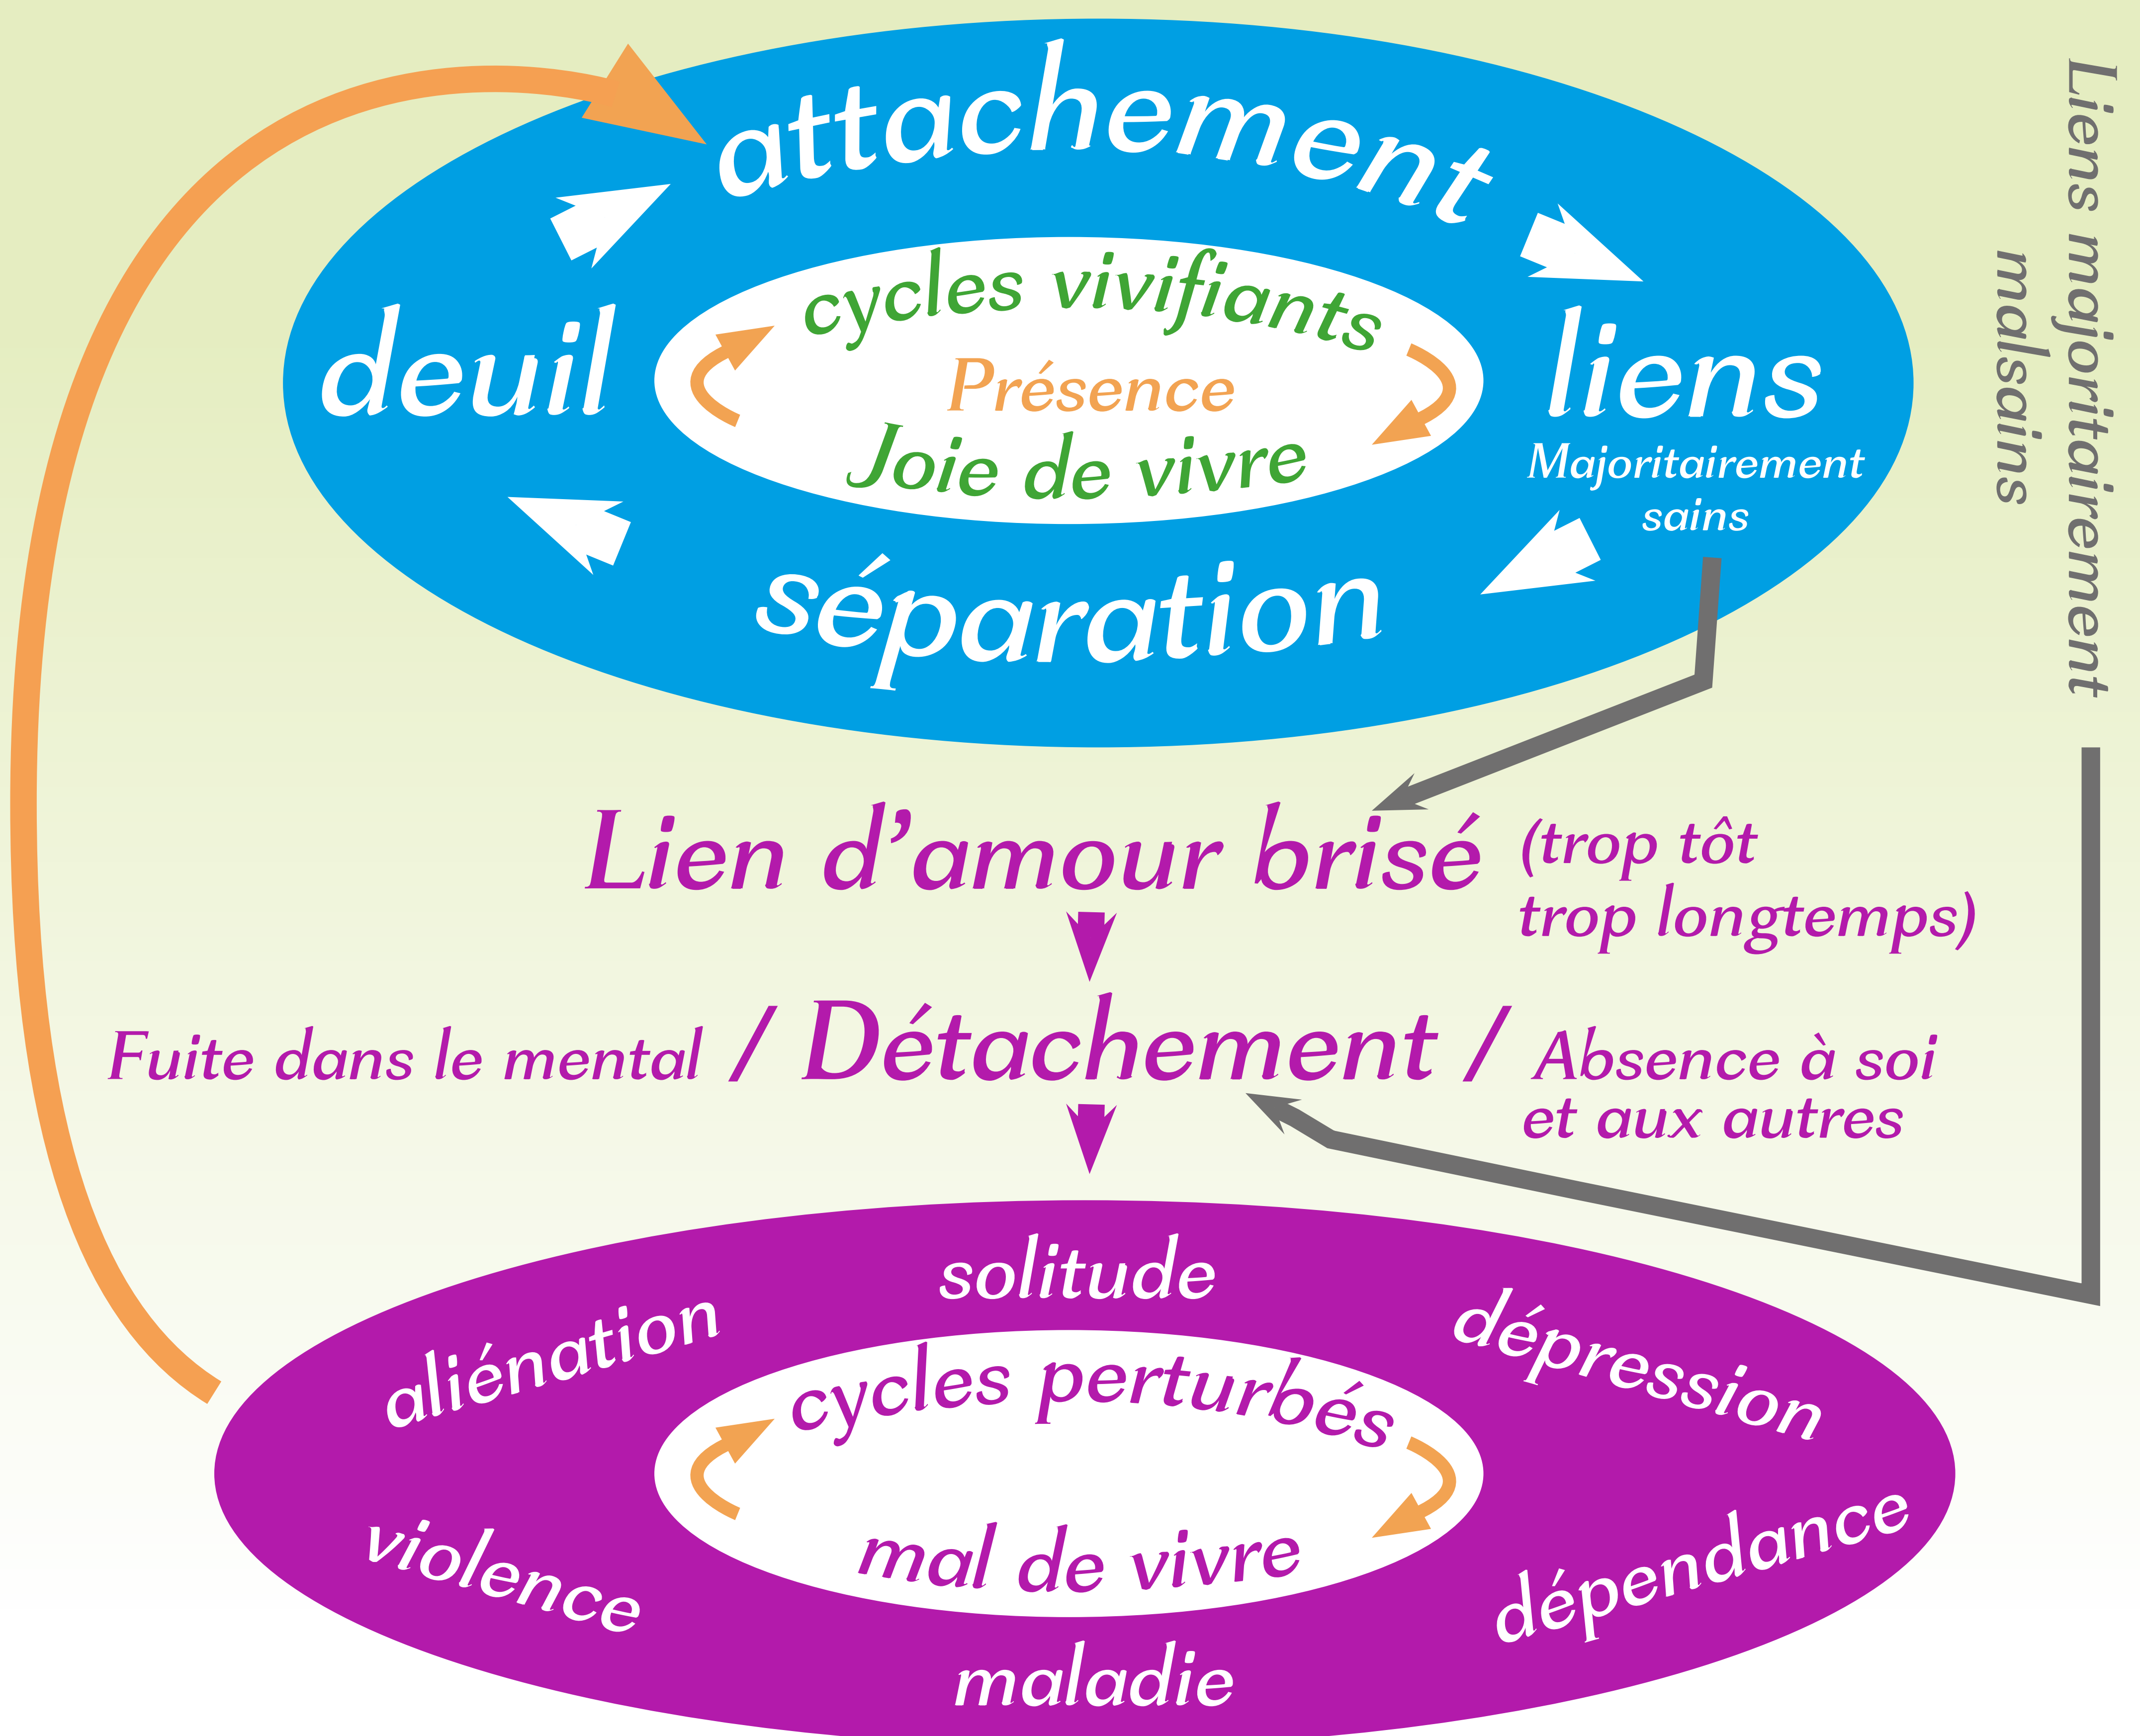 attachement
liens
Majoritairement
sains
séparation
deuil
cycles vivifiants
Présence
Joie de vivre
Liens majoritairement
malsains
Lien d’amour brisé (trop tôt
trop longtemps)
Fuite dans le mental / Détachement / Absence à soi
et aux autres
solitude
dépression
dépendance
maladie
violence
aliénation
cycles perturbés
mal de vivre